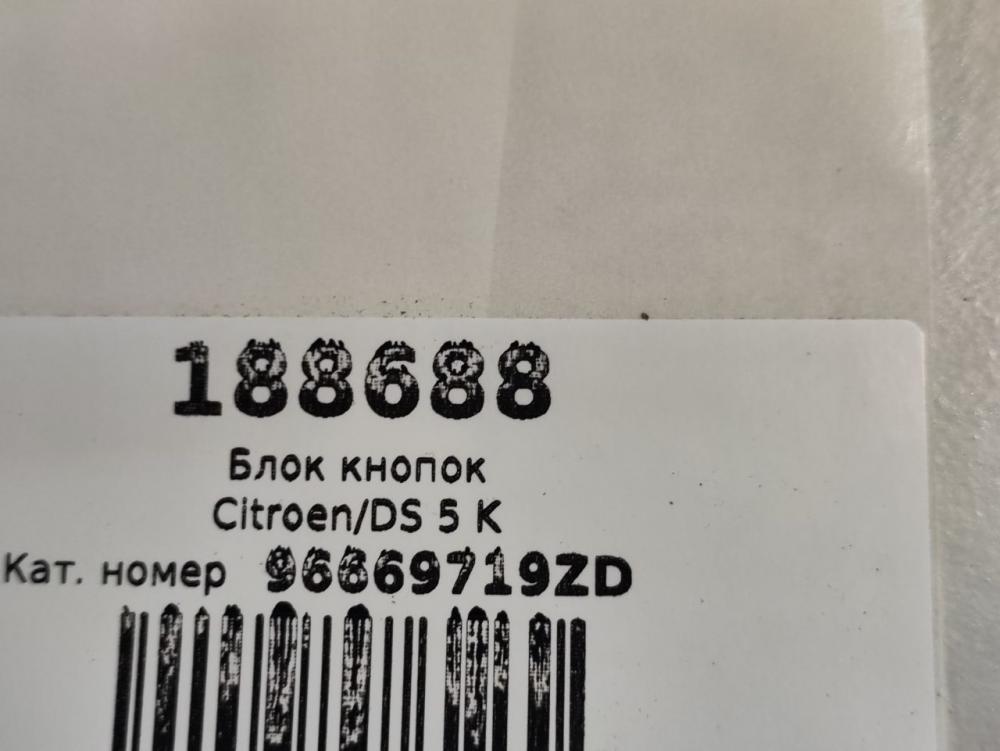 188688
Блок кнопок
Citroen/DS 5 K
Кат. номер 96669719ZD